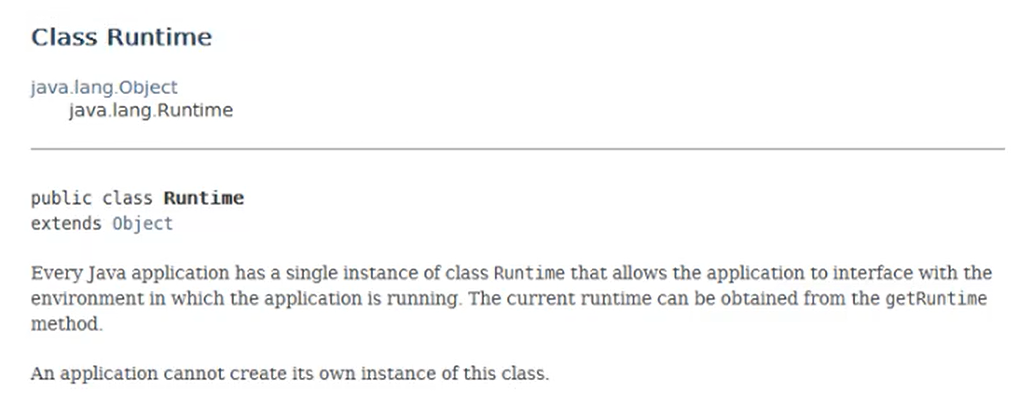 Class Runtime
java.lang.Object
java.lang.Runtime
public class Runtime
extends Object
Every Java application has a single instance of class Runtime that allows the application to interface with the
environment in which the application is running. The current runtime can be obtained from the getRuntime
method.
An application cannot create its own instance of this class.